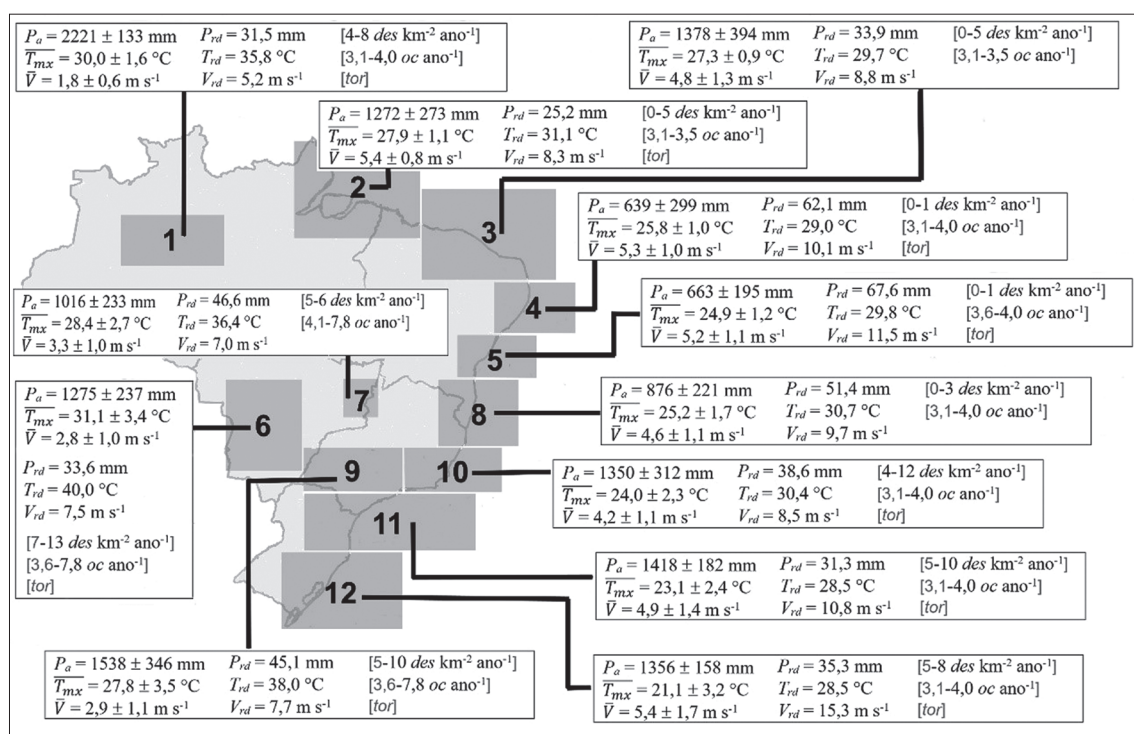 Pa = 2221 ± 133 mm Prd = 31,5 mm [4-8 des km-2 ano-1]
Tmx = 30,0 ± 1,6 °C Trd = 35,8 °C [3,1-4,0 oc ano-1]
V̄ = 1,8 ± 0,6 m s-1 Vrd = 5,2 m s-1 [tor]
Pa = 1378 ± 394 mm Prd = 33,9 mm [0-5 des km-2 ano-1]
Tmx = 27,3 ± 0,9 °C Trd = 29,7 °C [3,1-3,5 oc ano-1]
V̄ = 4,8 ± 1,3 m s-1 Vrd = 8,8 m s-1
Pa = 1272 ± 273 mm Prd = 25,2 mm [0-5 des km-2 ano-1]
Tmx = 27,9 ± 1,1 °C Trd = 31,1 °C [3,1-3,5 oc ano-1]
V̄ = 5,4 ± 0,8 m s-1 Vrd = 8,3 m s-1 [tor]
2
1
3
Pa = 639 ± 299 mm Prd = 62,1 mm [0-1 des km-2 ano-1]
Tmx = 25,8 ± 1,0 °C Trd = 29,0 °C [3,1-4,0 oc ano-1]
V̄ = 5,3 ± 1,0 m s-1 Vrd = 10,1 m s-1 [tor]
Pa = 1016 ± 233 mm Prd = 46,6 mm [5-6 des km-2 ano-1]
Tmx = 28,4 ± 2,7 °C Trd = 36,4 °C [4,1-7,8 oc ano-1]
V̄ = 3,3 ± 1,0 m s-1 Vrd = 7,0 m s-1
4
Pa = 663 ± 195 mm Prd = 67,6 mm [0-1 des km-2 ano-1]
Tmx = 24,9 ± 1,2 °C Trd = 29,8 °C [3,6-4,0 oc ano-1]
V̄ = 5,2 ± 1,1 m s-1 Vrd = 11,5 m s-1 [tor]
5
Pa = 1275 ± 237 mm
Tmx = 31,1 ± 3,4 °C
V̄ = 2,8 ± 1,0 m s-1
Prd = 33,6 mm
Trd = 40,0 °C
Vrd = 7,5 m s-1
[7-13 des km-2 ano-1]
[3,6-7,8 oc ano-1]
[tor]
7
6
8
Pa = 876 ± 221 mm Prd = 51,4 mm [0-3 des km-2 ano-1]
Tmx = 25,2 ± 1,7 °C Trd = 30,7 °C [3,1-4,0 oc ano-1]
V̄ = 4,6 ± 1,1 m s-1 Vrd = 9,7 m s-1
9
10
Pa = 1350 ± 312 mm Prd = 38,6 mm [4-12 des km-2 ano-1]
Tmx = 24,0 ± 2,3 °C Trd = 30,4 °C [3,1-4,0 oc ano-1]
V̄ = 4,2 ± 1,1 m s-1 Vrd = 8,5 m s-1 [tor]
11
Pa = 1418 ± 182 mm Prd = 31,3 mm [5-10 des km-2 ano-1]
Tmx = 23,1 ± 2,4 °C Trd = 28,5 °C [3,1-4,0 oc ano-1]
V̄ = 4,9 ± 1,4 m s-1 Vrd = 10,8 m s-1 [tor]
12
Pa = 1538 ± 346 mm Prd = 45,1 mm [5-10 des km-2 ano-1]
Tmx = 27,8 ± 3,5 °C Trd = 38,0 °C [3,6-7,8 oc ano-1]
V̄ = 2,9 ± 1,1 m s-1 Vrd = 7,7 m s-1 [tor]
Pa = 1356 ± 158 mm Prd = 35,3 mm [5-8 des km-2 ano-1]
Tmx = 21,1 ± 3,2 °C Trd = 28,5 °C [3,1-4,0 oc ano-1]
V̄ = 5,4 ± 1,7 m s-1 Vrd = 15,3 m s-1 [tor]